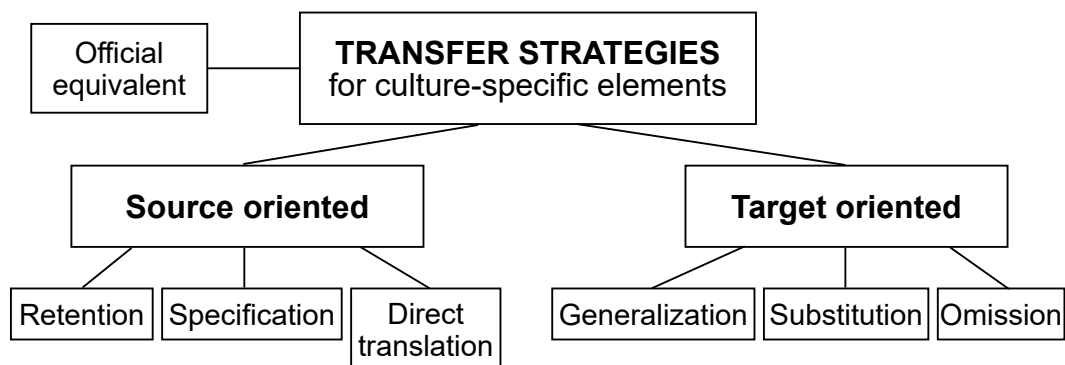 Official
equivalent
TRANSFER STRATEGIES
for culture-specific elements
Source oriented
Target oriented
Retention
Specification
Direct
translation
Generalization
Substitution
Omission